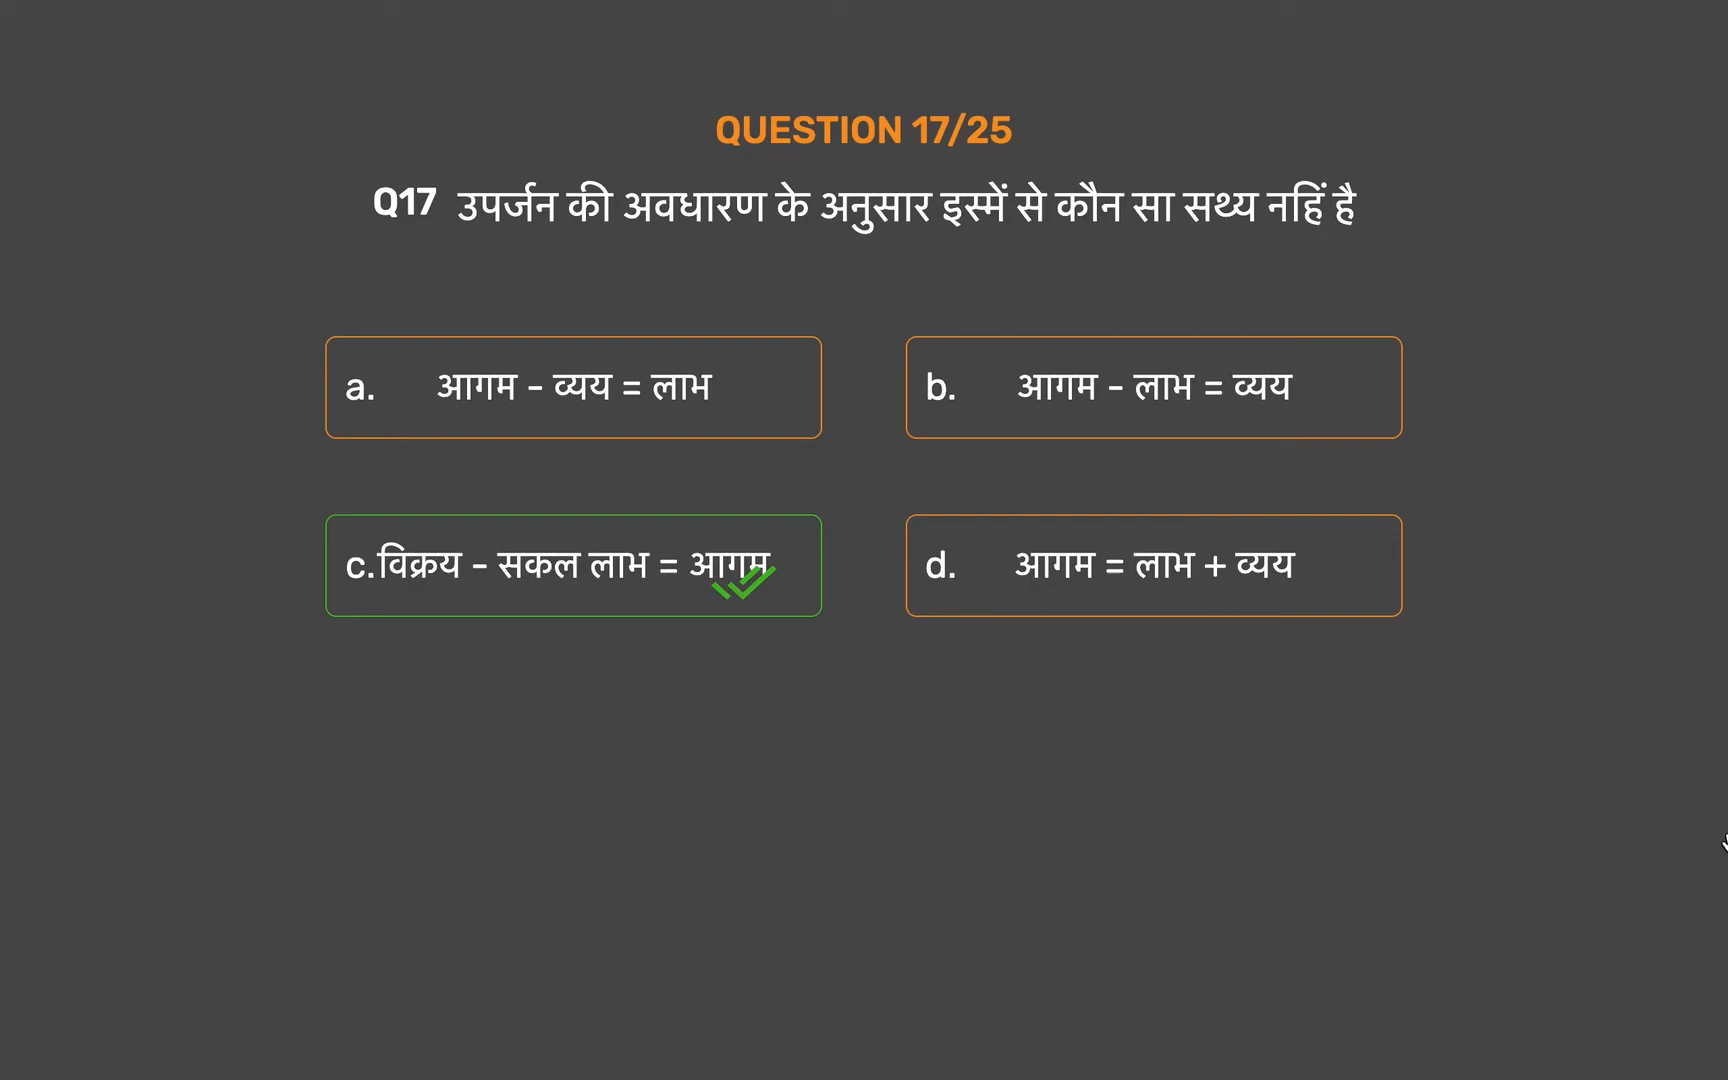 QUESTION 17/25
Q17 उपर्जन की अवधारण के अनुसार इस्में से कौन सा सथ्य नहिं है
a. आगम - व्यय = लाभ
b. आगम - लाभ = व्यय
c. विक्रय - सकल लाभ = आगम
d. आगम = लाभ + व्यय